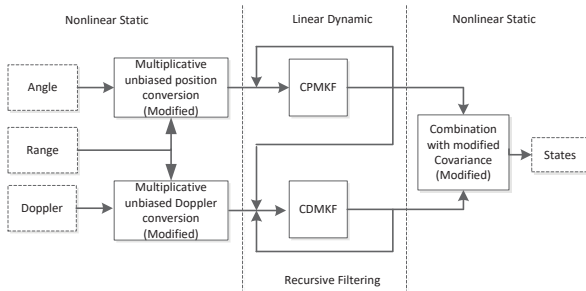 Nonlinear Static
Linear Dynamic
Nonlinear Static
Angle
Multiplicative
unbiased position
conversion
(Modified)
CPMKF
Range
Combination
with modified
Covariance
(Modified)
States
Doppler
Multiplicative
unbiased Doppler
conversion
(Modified)
CDMKF
Recursive Filtering